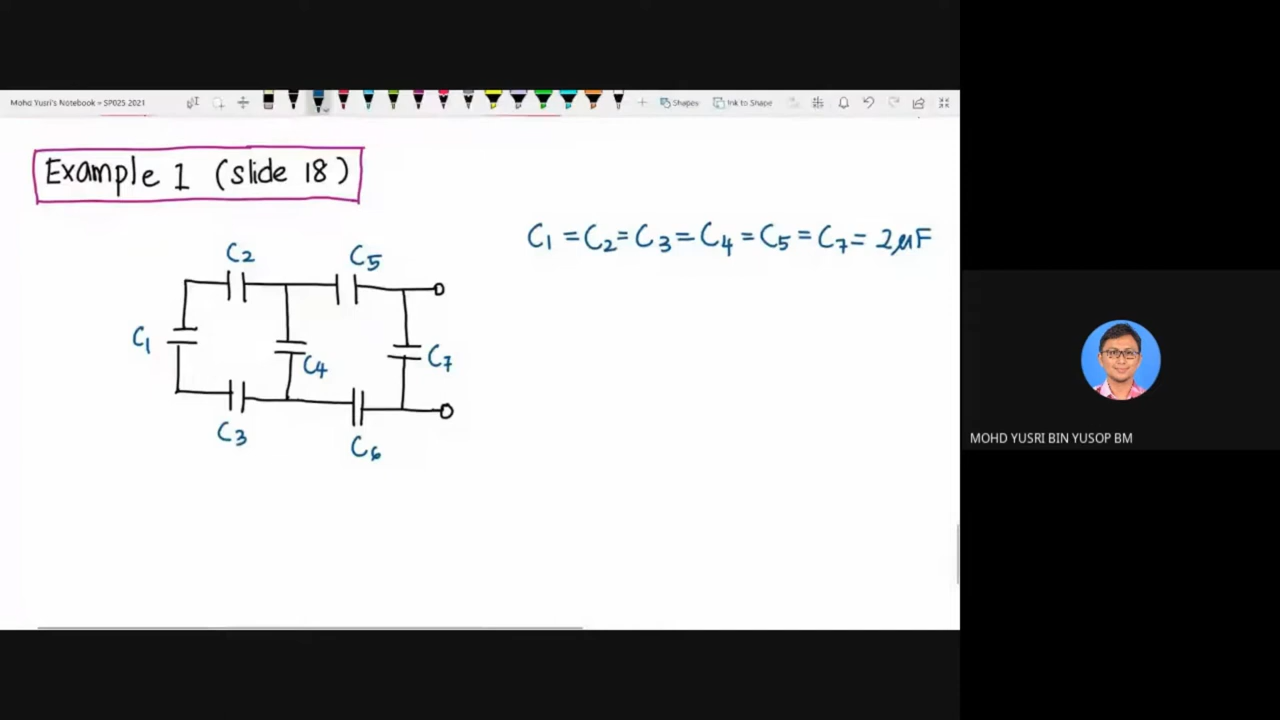 Mohd Yusri's Notebook » SP025 2021
Shapes
Ink to Shape
Example 1 (slide 18)
C1 = C2 = C3 = C4 = C5 = C7 = 2μF
C2
C5
C1
C4
C7
C3
C6
MOHD YUSRI BIN YUSOP BM